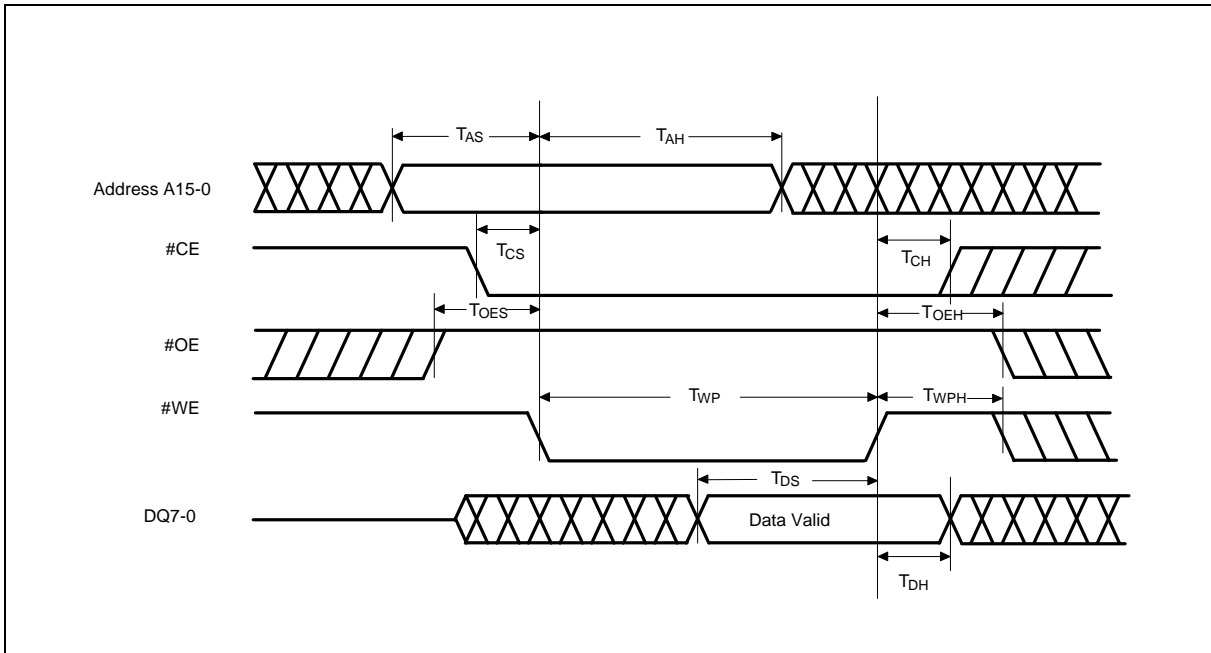 TAS
TAH
Address A15-0
#CE
TCS
TCH
TOES
TOEH
#OE
#WE
TWP
TWPH
TDS
DQ7-0
Data Valid
TDH